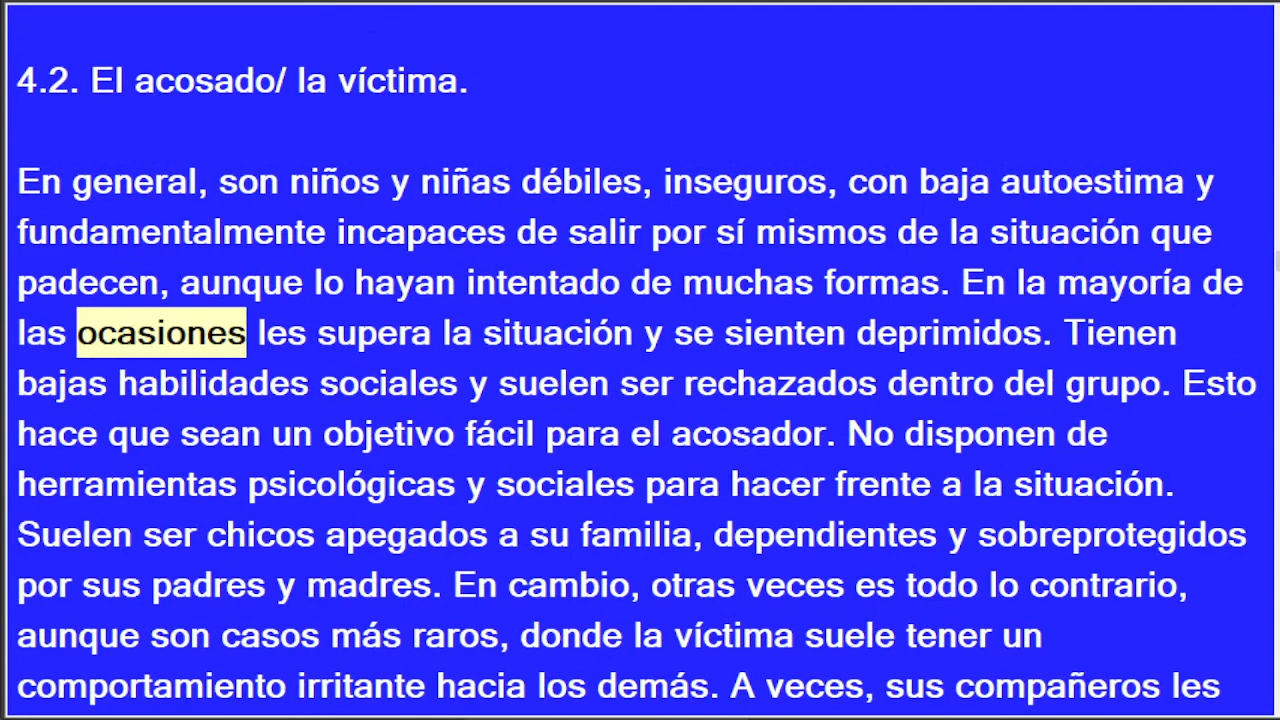 4.2. El acosado/ la víctima.
En general, son niños y niñas débiles, inseguros, con baja autoestima y
fundamentalmente incapaces de salir por sí mismos de la situación que
padecen, aunque lo hayan intentado de muchas formas. En la mayoría de
las ocasiones les supera la situación y se sienten deprimidos. Tienen
bajas habilidades sociales y suelen ser rechazados dentro del grupo. Esto
hace que sean un objetivo fácil para el acosador. No disponen de
herramientas psicológicas y sociales para hacer frente a la situación.
Suelen ser chicos apegados a su familia, dependientes y sobreprotegidos
por sus padres y madres. En cambio, otras veces es todo lo contrario,
aunque son casos más raros, donde la víctima suele tener un
comportamiento irritante hacia los demás. A veces, sus compañeros les